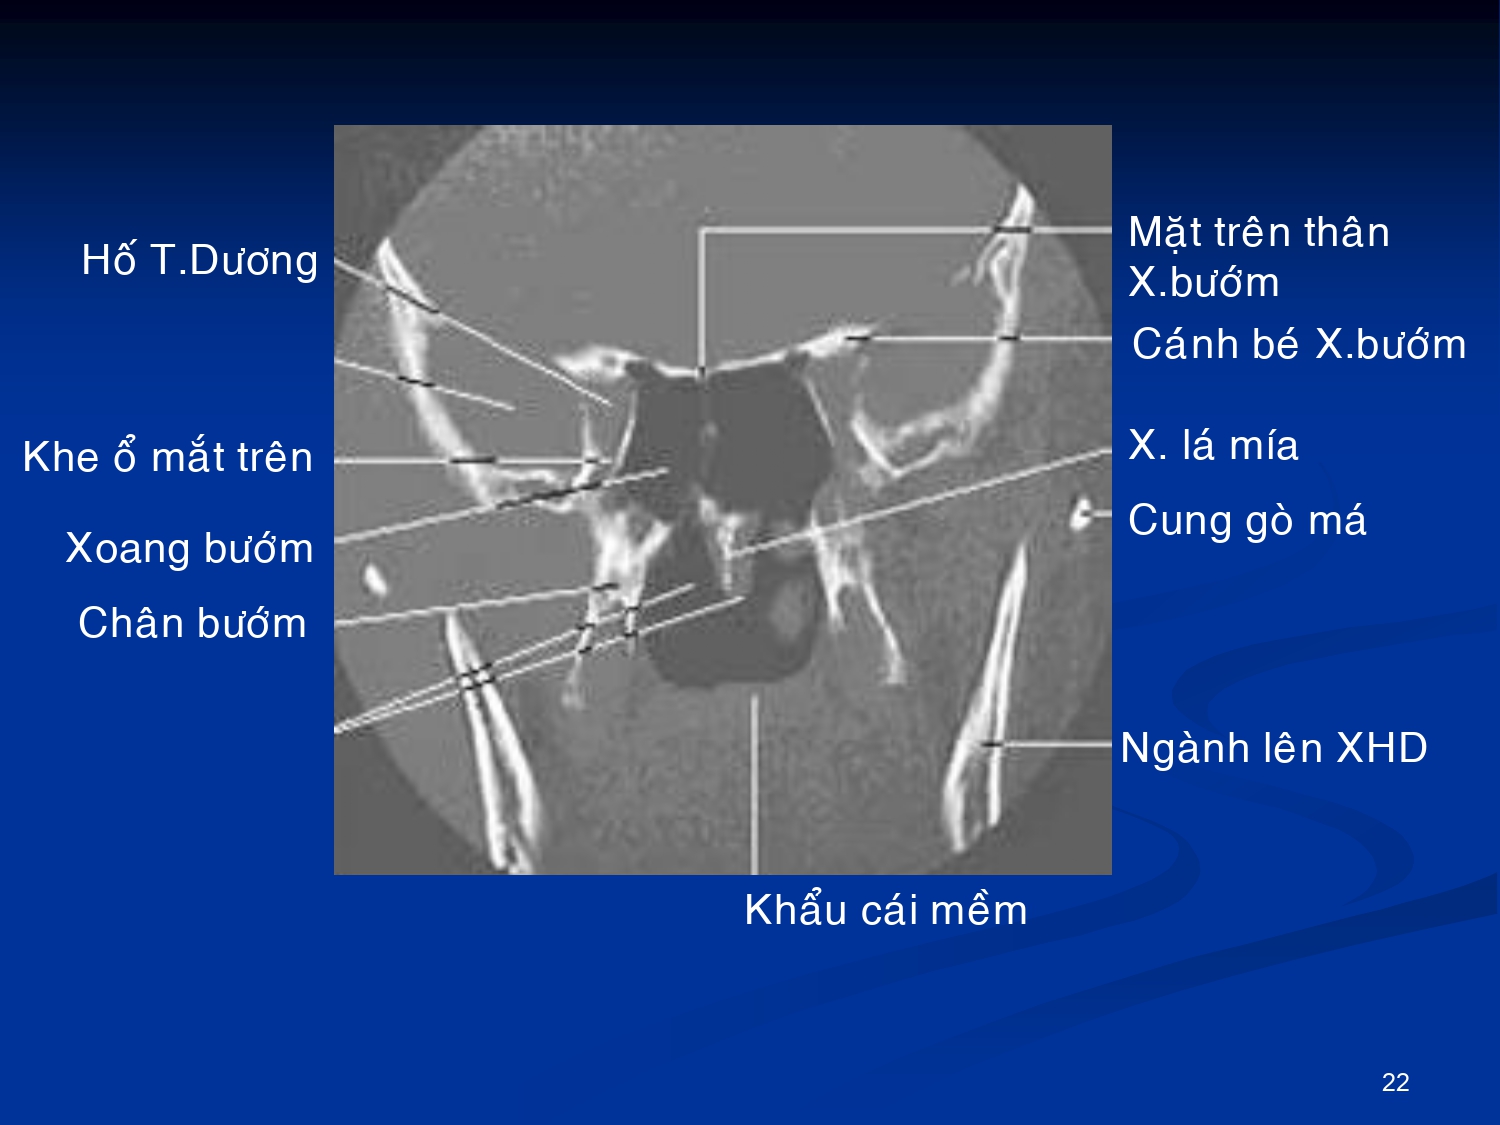 Hố T.Dương
Khe ổ mắt trên
Xoang bướm
Chân bướm
Mặt trên thân
X.bướm
Cánh bé X.bướm
X. lá mía
Cung gò má
Ngành lên XHD
Khẩu cái mềm
22